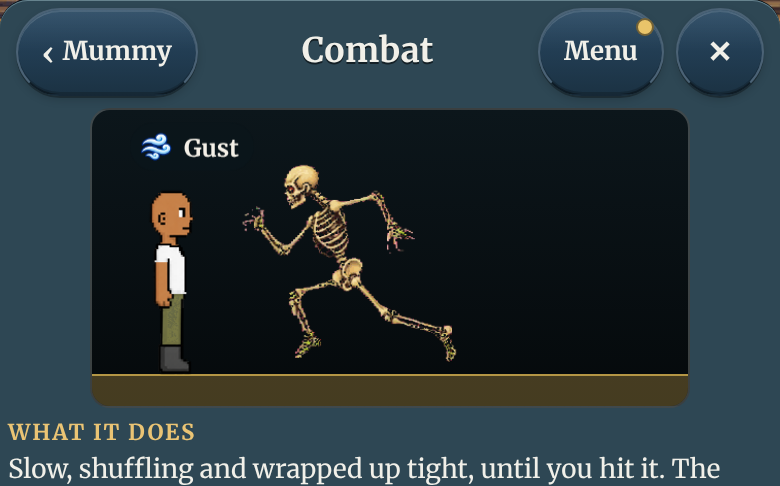 ‹ Mummy
Combat
Menu
×
Gust
WHAT IT DOES
Slow, shuffling and wrapped up tight, until you hit it. The